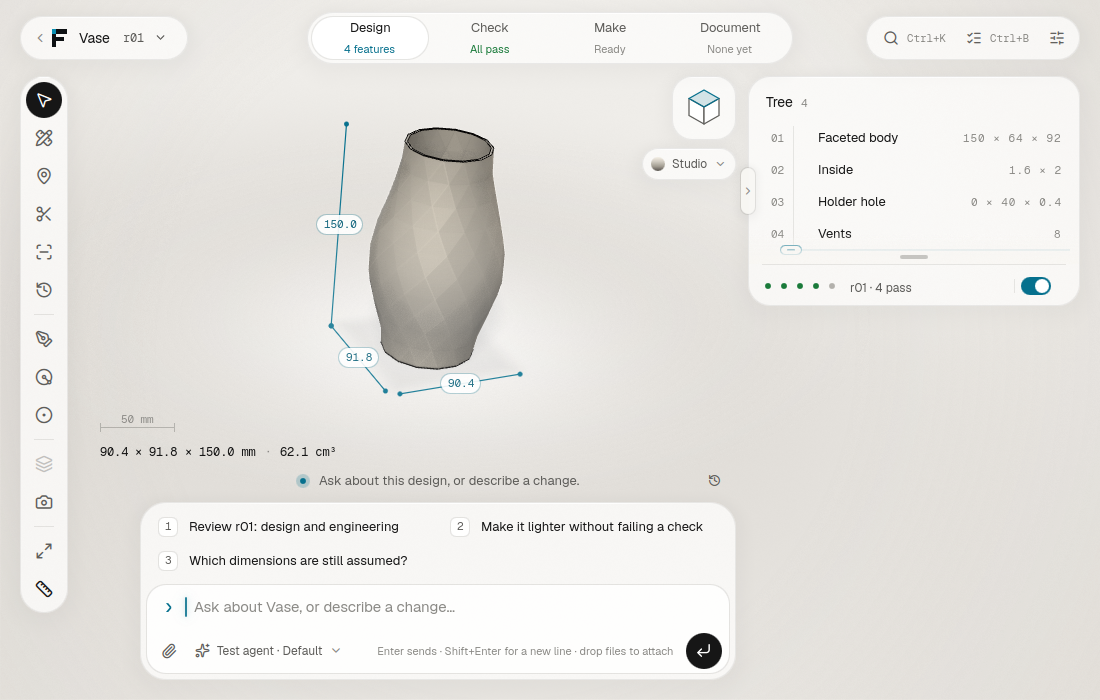 Vase r01
Design
4 features
Check
All pass
Make
Ready
Document
None yet
Ctrl+K
Ctrl+B
Studio
Tree 4
01 Faceted body 150 × 64 × 92
02 Inside 1.6 × 2
03 Holder hole 0 × 40 × 0.4
04 Vents 8
r01 · 4 pass
150.0
91.8
90.4
50 mm
90.4 × 91.8 × 150.0 mm · 62.1 cm³
Ask about this design, or describe a change.
1 Review r01: design and engineering
2 Make it lighter without failing a check
3 Which dimensions are still assumed?
Ask about Vase, or describe a change...
Test agent · Default
Enter sends · Shift+Enter for a new line · drop files to attach